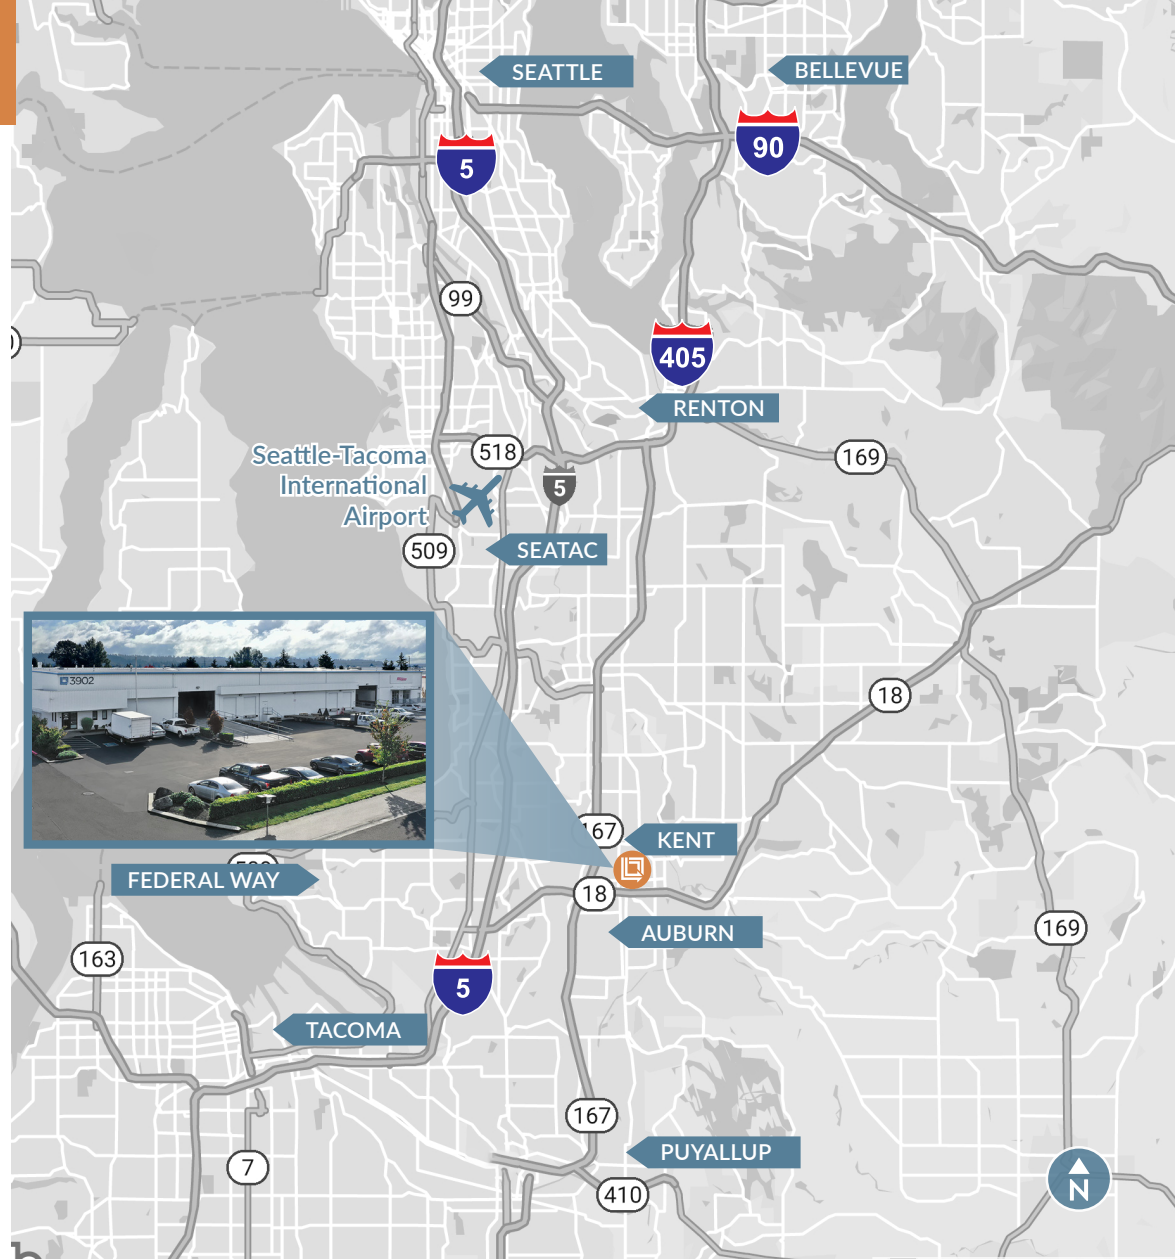 SEATTLE
BELLEVUE
5
90
99
405
RENTON
Seattle-Tacoma
International
Airport
518
169
5
509
SEATAC
3902
18
167
KENT
FEDERAL WAY
18
AUBURN
169
163
5
TACOMA
167
PUYALLUP
7
410
N